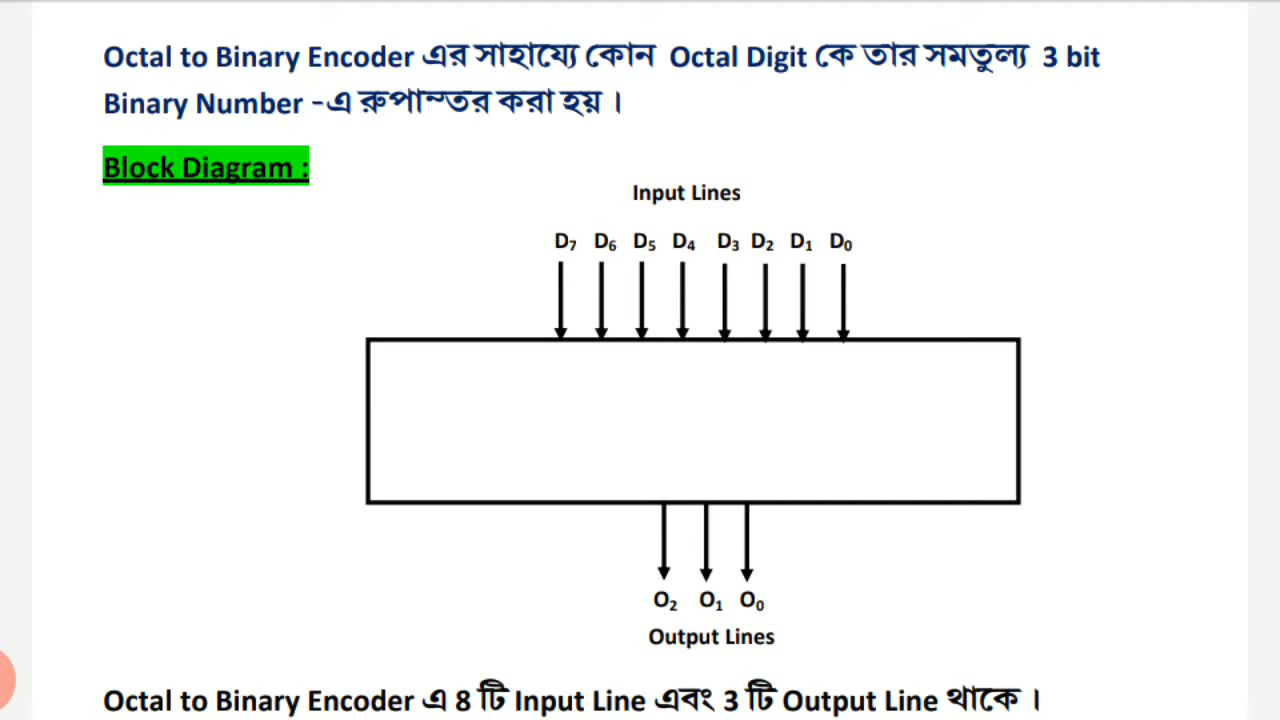 Octal to Binary Encoder এর সাহায্যে কোন Octal Digit কে তার সমতুল্য 3 bit
Binary Number -এ রুপান্তর করা হয় ।
Block Diagram :
Input Lines
D₇ D₆ D₅ D₄ D₃ D₂ D₁ D₀
O₂ O₁ O₀
Output Lines
Octal to Binary Encoder এ 8 টি Input Line এবং 3 টি Output Line থাকে ।